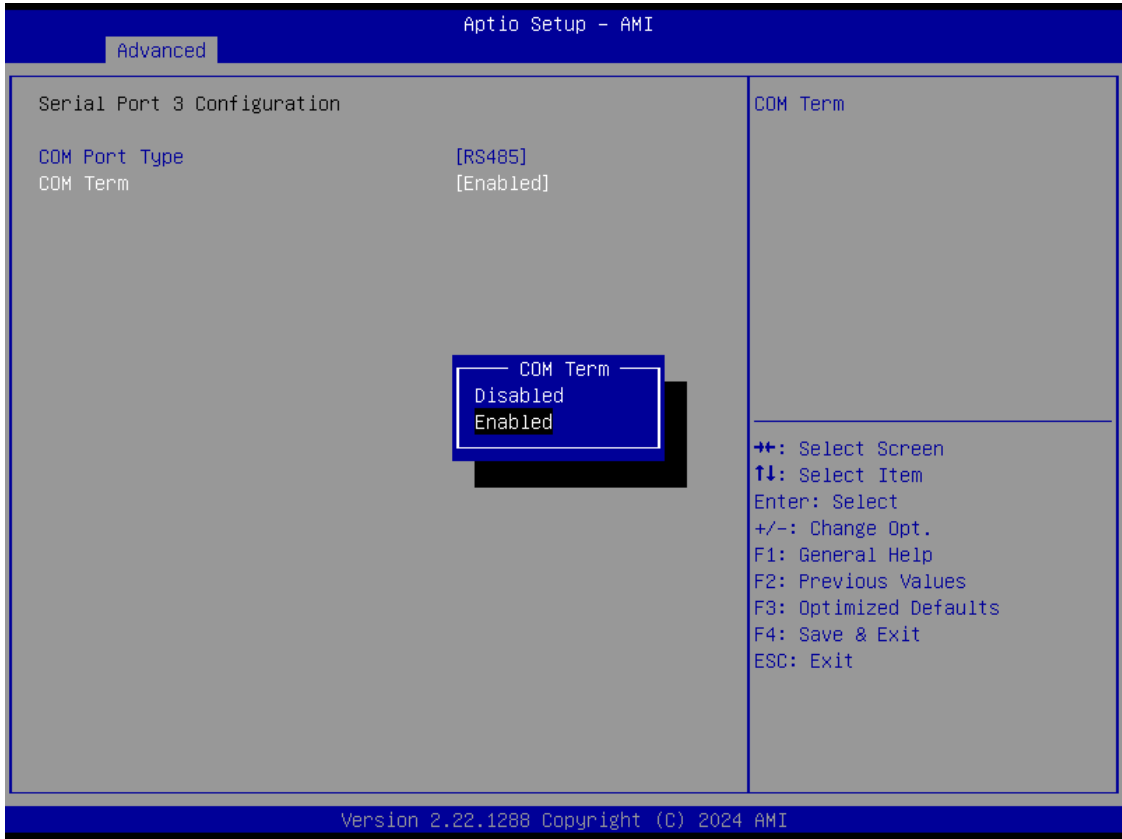 Aptio Setup – AMI
Advanced
Serial Port 3 Configuration
COM Port Type [RS485]
COM Term [Enabled]
COM Term
Disabled
Enabled
COM Term
→←: Select Screen
↑↓: Select Item
Enter: Select
+/-: Change Opt.
F1: General Help
F2: Previous Values
F3: Optimized Defaults
F4: Save & Exit
ESC: Exit
Version 2.22.1288 Copyright (C) 2024 AMI